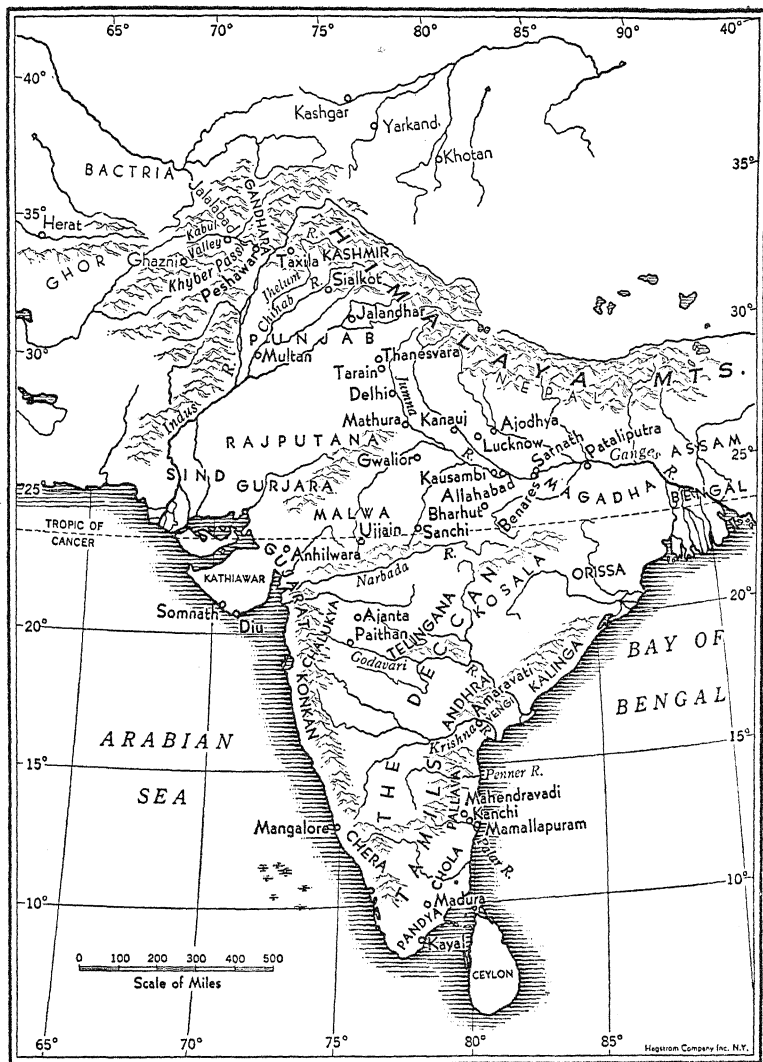 65° 70° 75° 80° 85° 90° 40°
40°
Kashgar
Yarkand
Khotan
BACTRIA
35°
Jalalabad
GANDHARA
35°
Herat
Kabul
Valley
GHOR
Ghazni
Khyber Pass
Peshawar
Taxila
R.
KASHMIR
HIMALAYA MTS.
Jhelum
Sialkot
Chinab R.
Jalandhar
30°
PUNJAB
30°
Multan
Thanesvara
Tarain
NEPAL
Delhi
Jumna
R.
Indus R.
Mathura
Kanauj
Ajodhya
Lucknow
RAJPUTANA
Sarnath
Pataliputra
Ganges R.
ASSAM
Gwalior
SIND
25°
25°
GURJARA
Kausambi
Allahabad
Benares
MAGADHA
BENGAL
MALWA
Bharhut
TROPIC OF
CANCER
Ujjain
Sanchi
Anhilwara
GUJARAT
Narbada R.
KATHIAWAR
ORISSA
KOSALA
Somnath
Diu
Ajanta
20°
20°
CHALUKYA
Paithan
TELINGANA
DECCAN
Godavari
R.
KONKAN
ANDHRA
Amaravati
VENGI
KALINGA
BAY OF
BENGAL
Krishna
R.
ARABIAN
SEA
15°
15°
THE
TAMILS
Penner R.
PALLAVA
Mahendravadi
Kanchi
Mamallapuram
Mangalore
CHERA
Palar R.
CHOLA
10°
10°
Madura
PANDYA
Kayal
CEYLON
0 100 200 300 400 500
Scale of Miles
65° 70° 75° 80° 85°
Hagstrom Company Inc. N.Y.